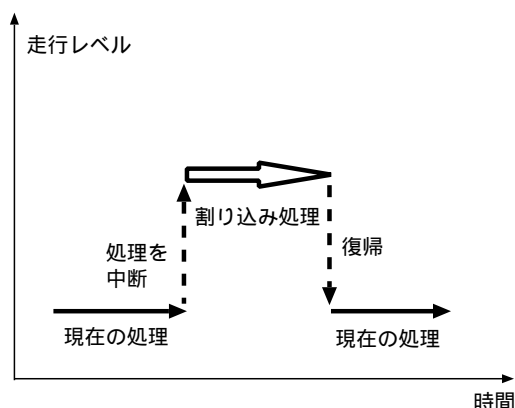 走行レベル
割り込み処理
処理を
中断
復帰
現在の処理
現在の処理
時間